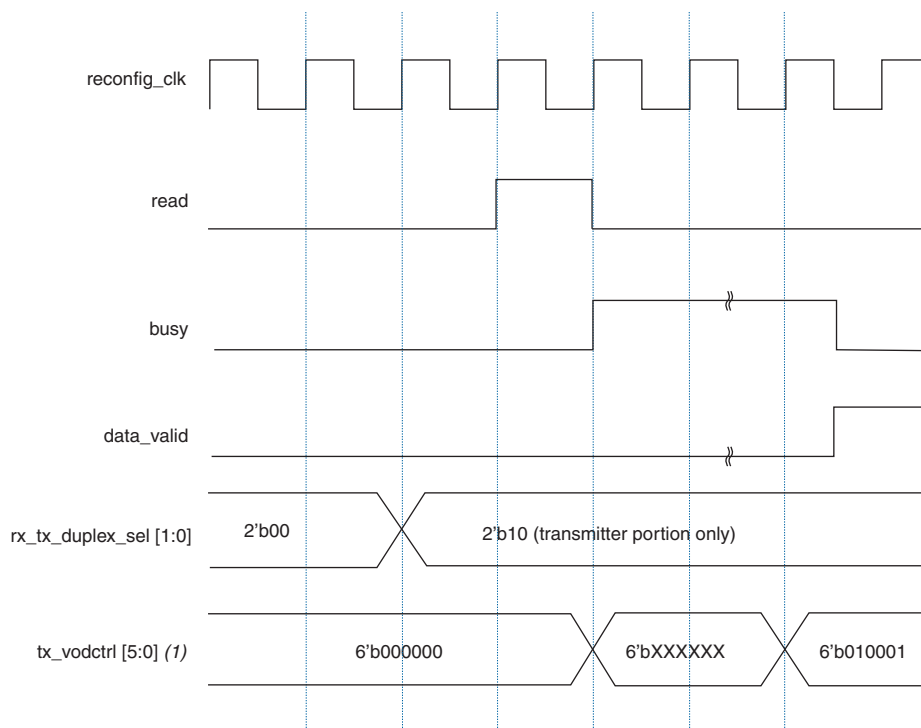 reconfig_clk
read
busy
data_valid
rx_tx_duplex_sel [1:0]
2'b00
2'b10 (transmitter portion only)
tx_vodctrl [5:0] (1)
6'b000000
6'bXXXXXX
6'b010001